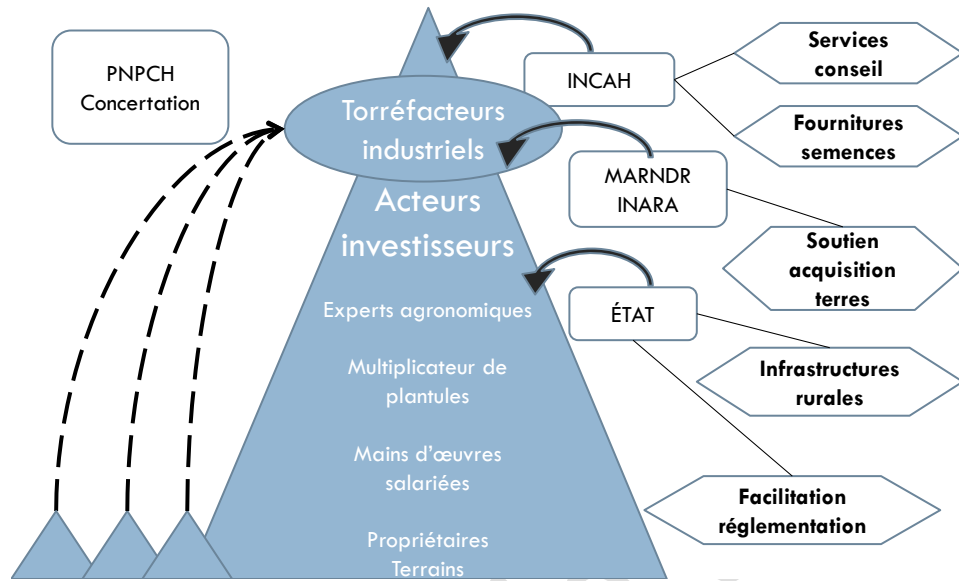 PNPCH
Concertation
Torréfacteurs
industriels
Acteurs
investisseurs
Experts agronomiques
Multiplicateur de
plantules
Mains d'œuvres
salariées
Propriétaires
Terrains
INCAH
MARNDR
INARA
ÉTAT
Services
conseil
Fournitures
semences
Soutien
acquisition
terres
Infrastructures
rurales
Facilitation
réglementation